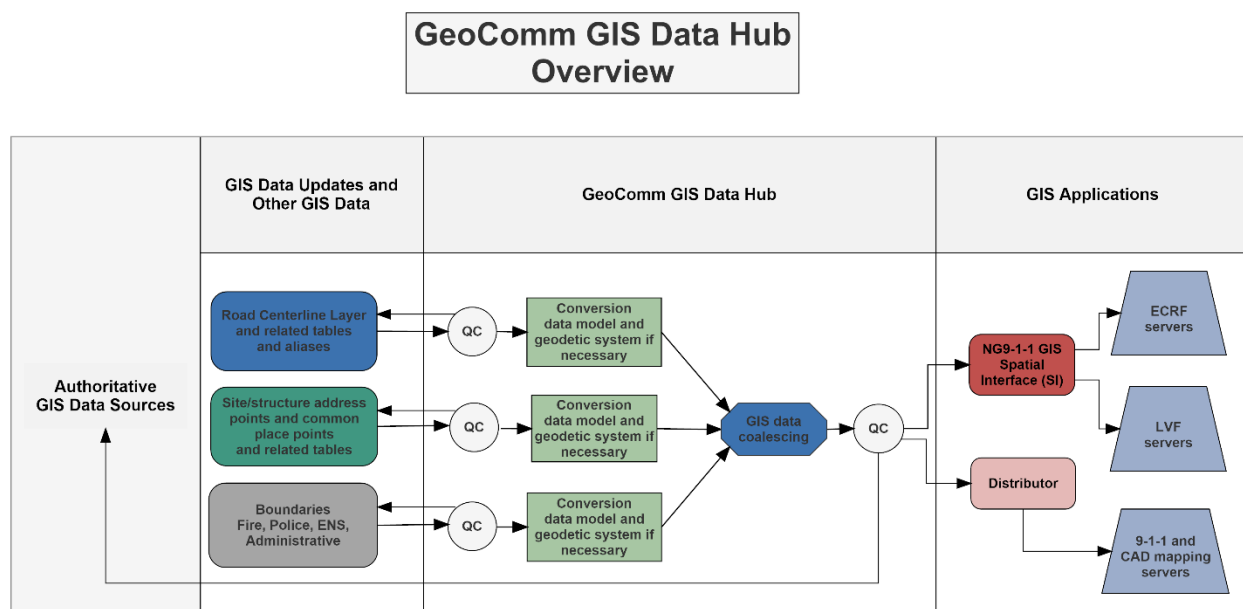 GeoComm GIS Data Hub
Overview
GIS Data Updates and
Other GIS Data
GeoComm GIS Data Hub
GIS Applications
Authoritative
GIS Data Sources
Road Centerline Layer
and related tables
and aliases
QC
Conversion
data model and
geodetic system if
necessary
Site/structure address
points and common
place points
and related tables
QC
Conversion
data model and
geodetic system if
necessary
Boundaries
Fire, Police, ENS,
Administrative
QC
Conversion
data model and
geodetic system if
necessary
GIS data
coalescing
QC
NG9-1-1 GIS
Spatial
Interface (SI)
Distributor
ECRF
servers
LVF
servers
9-1-1 and
CAD mapping
servers